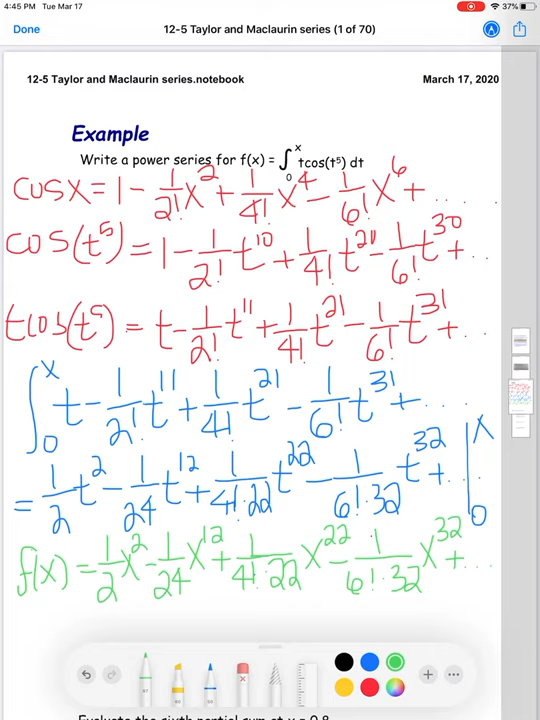 4:45 PM Tue Mar 17 37%
Done 12-5 Taylor and Maclaurin series (1 of 70)
12-5 Taylor and Maclaurin series.notebook March 17, 2020
Example
Write a power series for f(x) = ∫₀ˣ tcos(t⁵) dt
cosx = 1 - 1/2! x² + 1/4! x⁴ - 1/6! x⁶ + ....
cos(t⁵) = 1 - 1/2! t¹⁰ + 1/4! t²⁰ - 1/6! t³⁰ + ...
tcos(t⁵) = t - 1/2! t¹¹ + 1/4! t²¹ - 1/6! t³¹ + ...
∫₀ˣ t - 1/2! t¹¹ + 1/4! t²¹ - 1/6! t³¹ + ....
= 1/2 t² - 1/24 t¹² + 1/4!·22 t²² - 1/6!·32 t³² + ... |₀ˣ
f(x) = 1/2 x² - 1/24 x¹² + 1/4!·22 x²² - 1/6!·32 x³² + ...